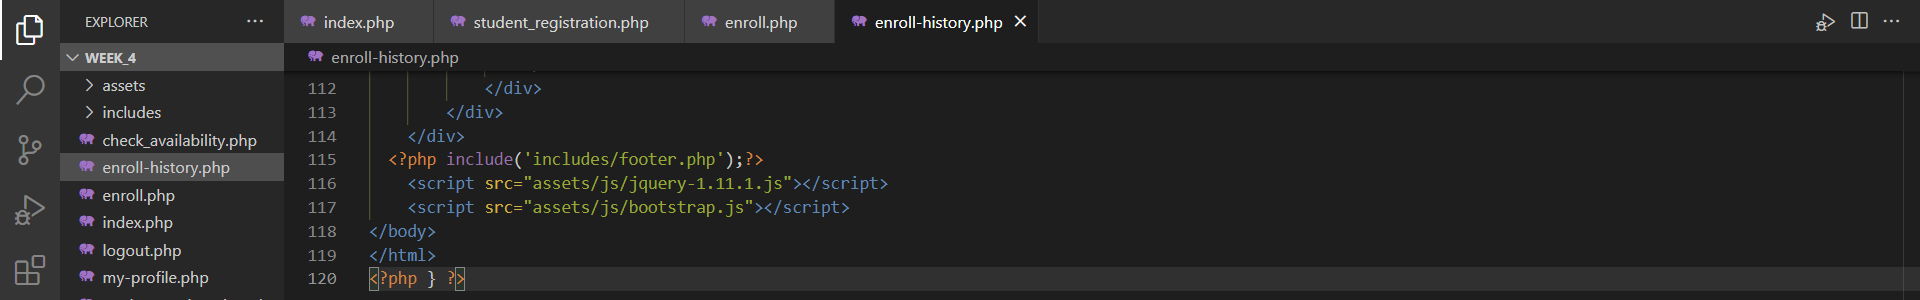 EXPLORER
WEEK_4
assets
includes
check_availability.php
enroll-history.php
enroll.php
index.php
logout.php
my-profile.php
index.php student_registration.php enroll.php enroll-history.php
enroll-history.php
112 </div>
113 </div>
114 </div>
115 <?php include('includes/footer.php');?>
116 <script src="assets/js/jquery-1.11.1.js"></script>
117 <script src="assets/js/bootstrap.js"></script>
118 </body>
119 </html>
120 <?php } ?>